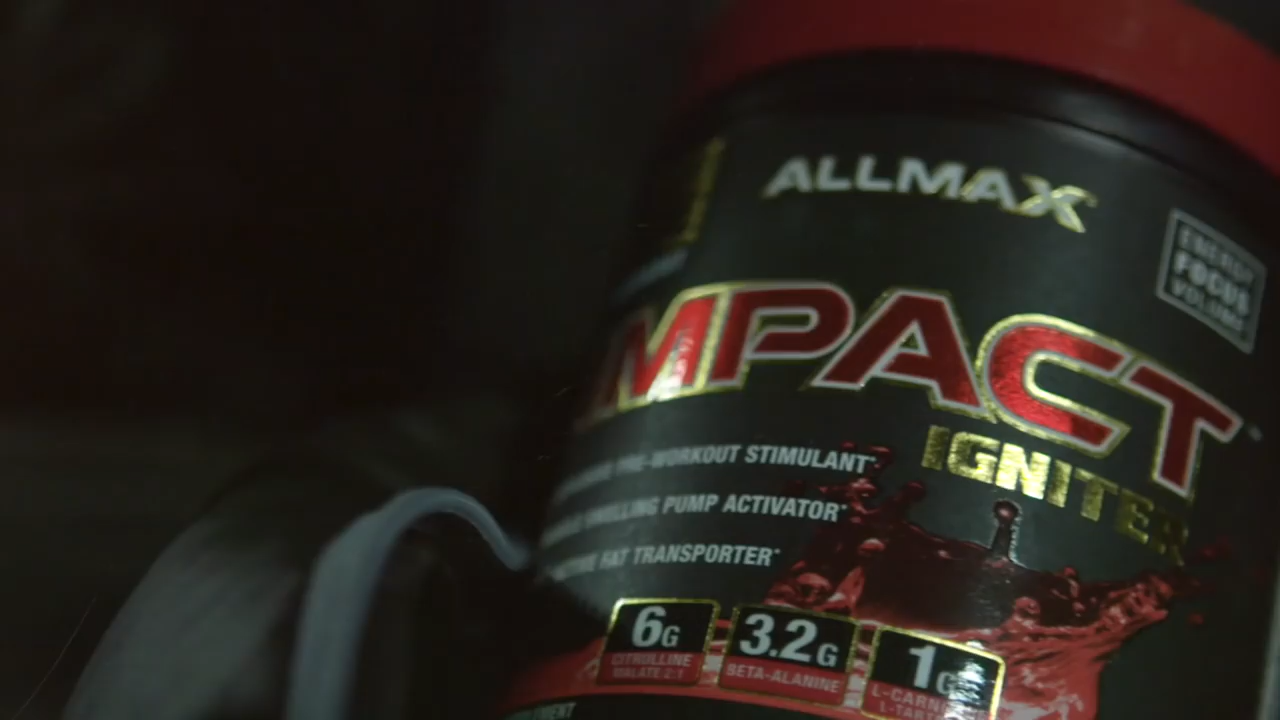 ALLMAX
ENERGY
FOCUS
VOLUME
IMPACT
IGNITER
PRE-WORKOUT STIMULANT*
SWELLING PUMP ACTIVATOR*
FAT TRANSPORTER*
6G
CITRULLINE
MALATE 2:1
3.2G
BETA-ALANINE
1G